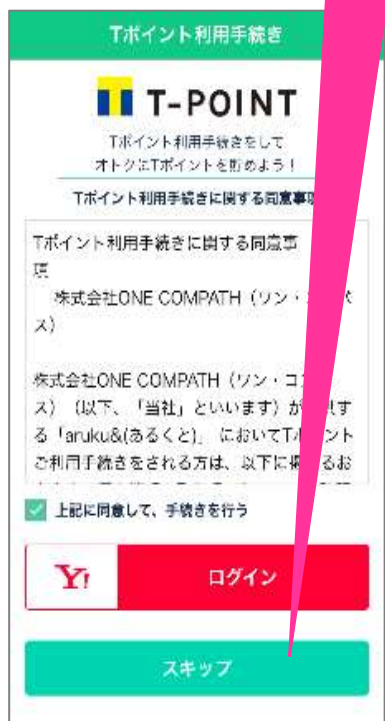 Tポイント利用手続き
T-POINT
Tポイント利用手続きをして
オトクにTポイントを貯めよう！
Tポイント利用手続きに関する同意事
Tポイント利用手続きに関する同意事
項
株式会社ONE COMPATH（ワン・
ス）
株式会社ONE COMPATH（ワン・コ
ス）（以下、「当社」といいます）が
る「aruku&(あるくと)」においてTポ ント
ご利用手続きをされる方は、以下に るお
上記に同意して、手続きを行う
Y! ログイン
スキップ